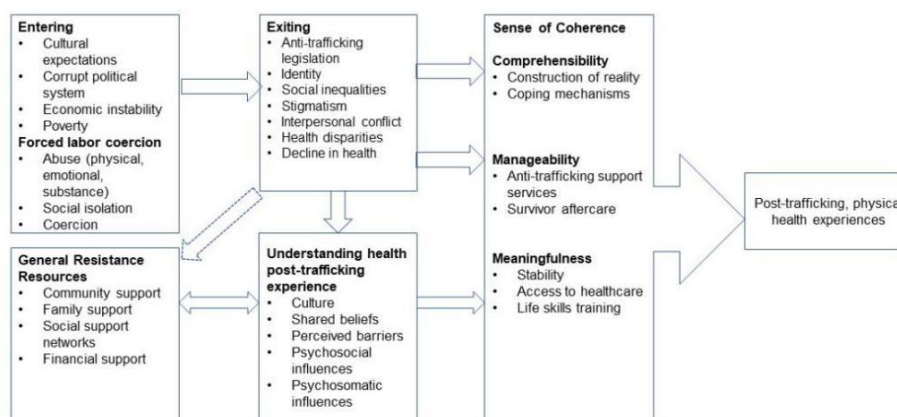 Entering
• Cultural
expectations
• Corrupt political
system
• Economic instability
• Poverty
Forced labor coercion
• Abuse (physical,
emotional,
substance)
• Social isolation
• Coercion
Exiting
• Anti-trafficking
legislation
• Identity
• Social inequalities
• Stigmatism
• Interpersonal conflict
• Health disparities
• Decline in health
General Resistance
Resources
• Community support
• Family support
• Social support
networks
• Financial support
Understanding health
post-trafficking
experience
• Culture
• Shared beliefs
• Perceived barriers
• Psychosocial
influences
• Psychosomatic
influences
Sense of Coherence
Comprehensibility
• Construction of reality
• Coping mechanisms
Manageability
• Anti-trafficking support
services
• Survivor aftercare
Meaningfulness
• Stability
• Access to healthcare
• Life skills training
Post-trafficking, physical
health experiences